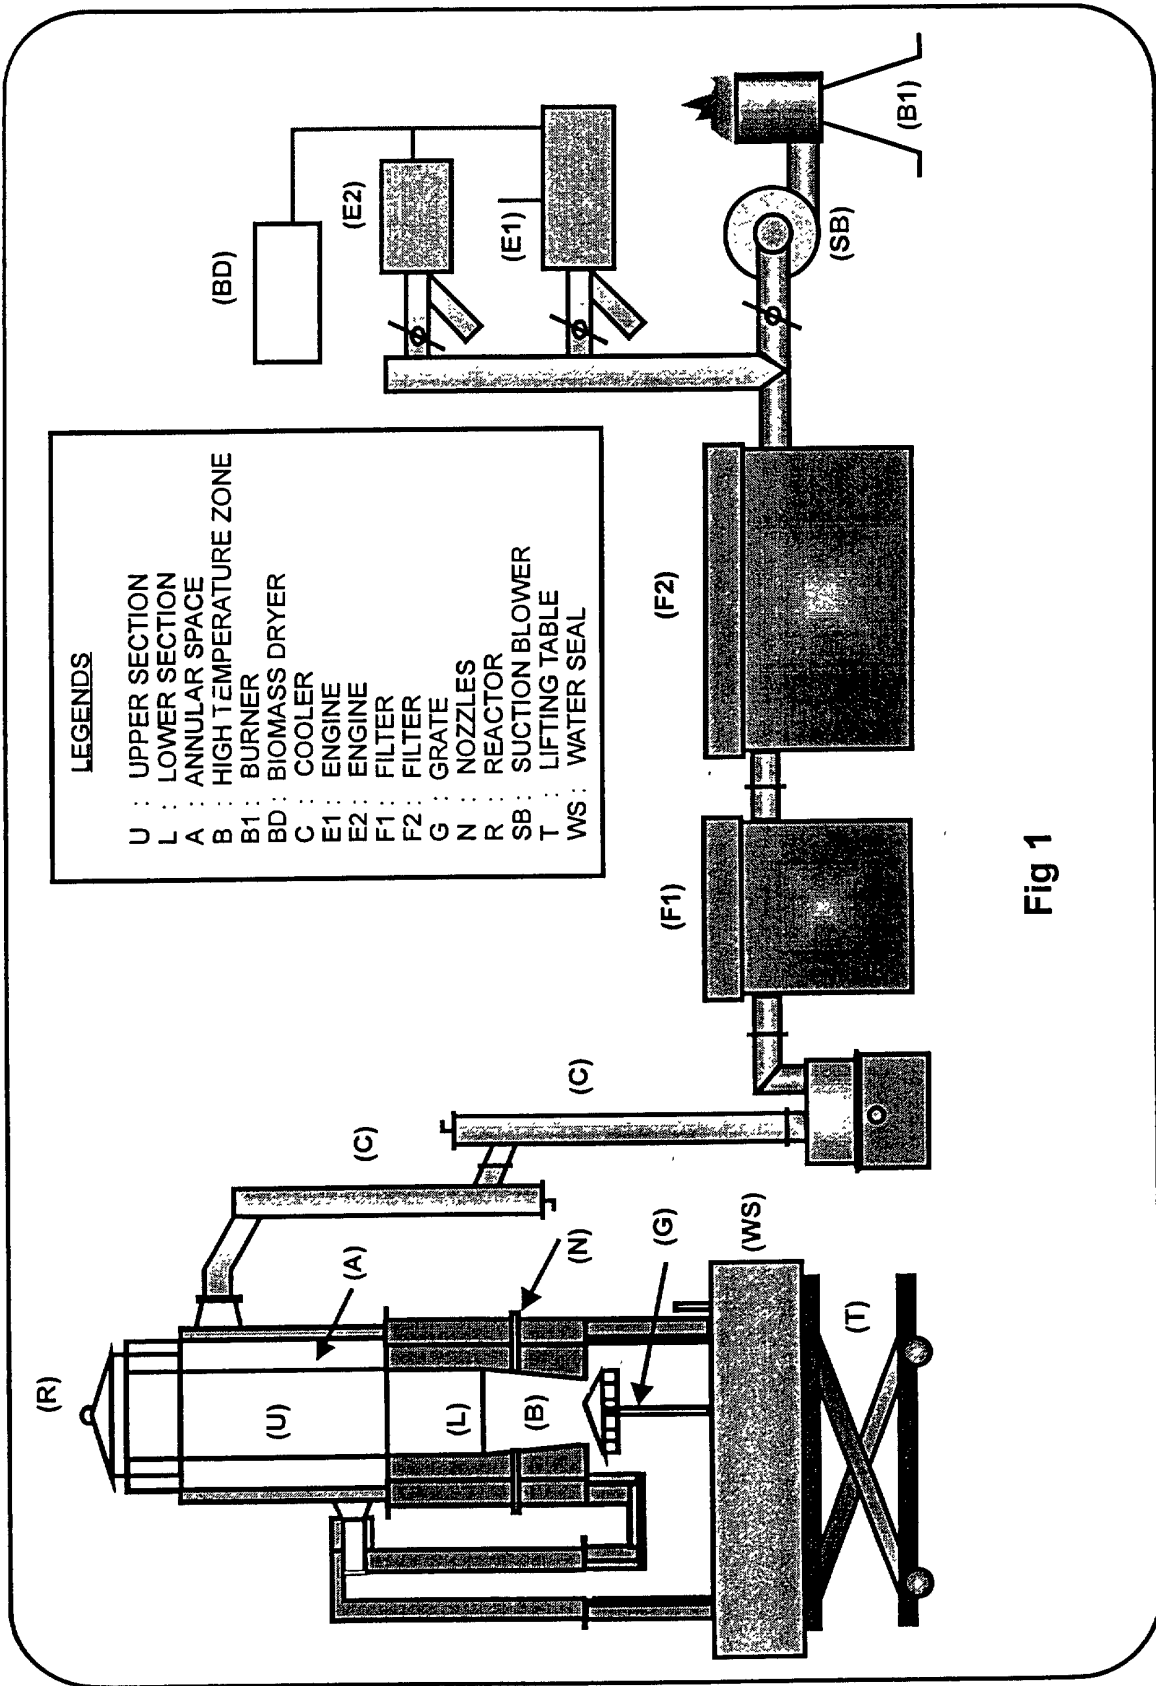 LEGENDS
U : UPPER SECTION
L : LOWER SECTION
A : ANNULAR SPACE
B : HIGH TEMPERATURE ZONE
B1 : BURNER
BD : BIOMASS DRYER
C : COOLER
E1 : ENGINE
E2 : ENGINE
F1 : FILTER
F2 : FILTER
G : GRATE
N : NOZZLES
R : REACTOR
SB : SUCTION BLOWER
T : LIFTING TABLE
WS : WATER SEAL
(R)
(U)
(A)
(L)
(B)
(N)
(G)
(WS)
(T)
(C)
(C)
(F1)
(F2)
(BD)
(E2)
(E1)
(SB)
(B1)
Fig 1